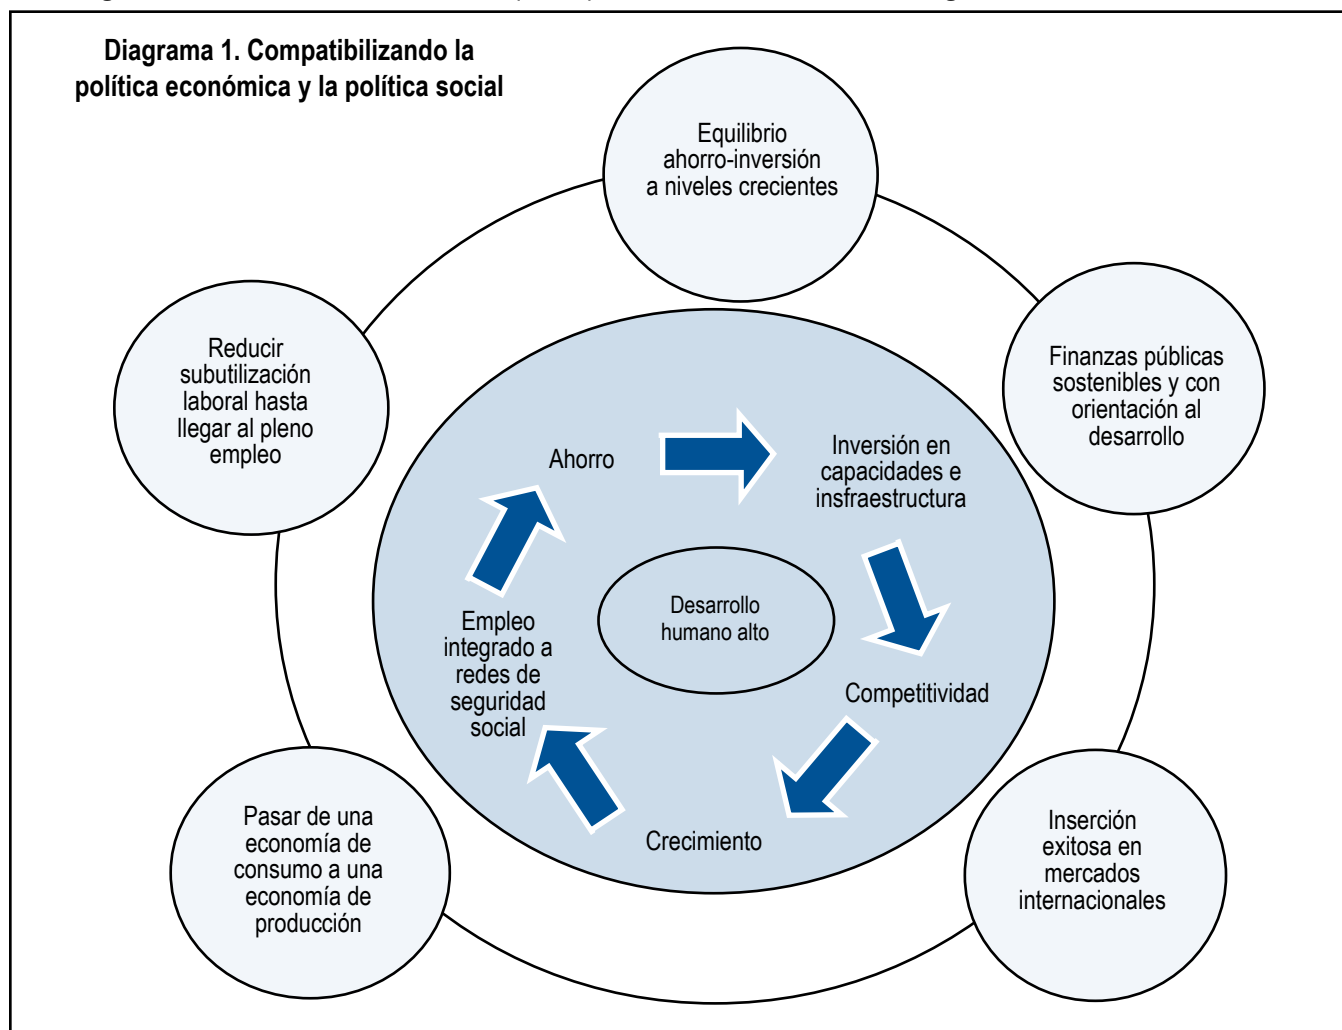 Diagrama 1. Compatibilizando la
política económica y la política social
Equilibrio
ahorro-inversión
a niveles crecientes
Reducir
subutilización
laboral hasta
llegar al pleno
empleo
Finanzas públicas
sostenibles y con
orientación al
desarrollo
Ahorro
Inversión en
capacidades e
insfraestructura
Desarrollo
humano alto
Empleo
integrado a
redes de
seguridad
social
Competitividad
Crecimiento
Pasar de una
economía de
consumo a una
economía de
producción
Inserción
exitosa en
mercados
internacionales